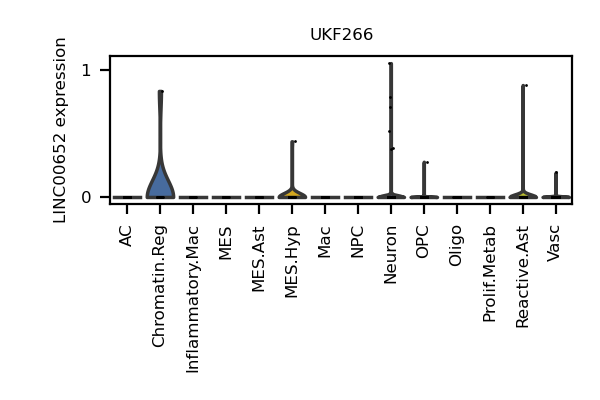 UKF266
LINC00652 expression
1
0
AC
Chromatin.Reg
Inflammatory.Mac
MES
MES.Ast
MES.Hyp
Mac
NPC
Neuron
OPC
Oligo
Prolif.Metab
Reactive.Ast
Vasc